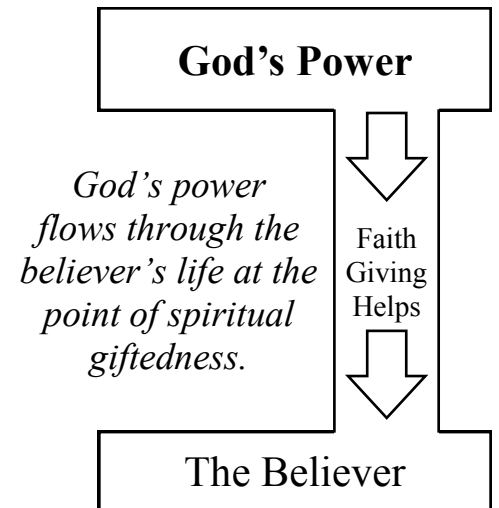 God’s Power
God’s power
flows through the
believer’s life at the
point of spiritual
giftedness.
Faith
Giving
Helps
The Believer